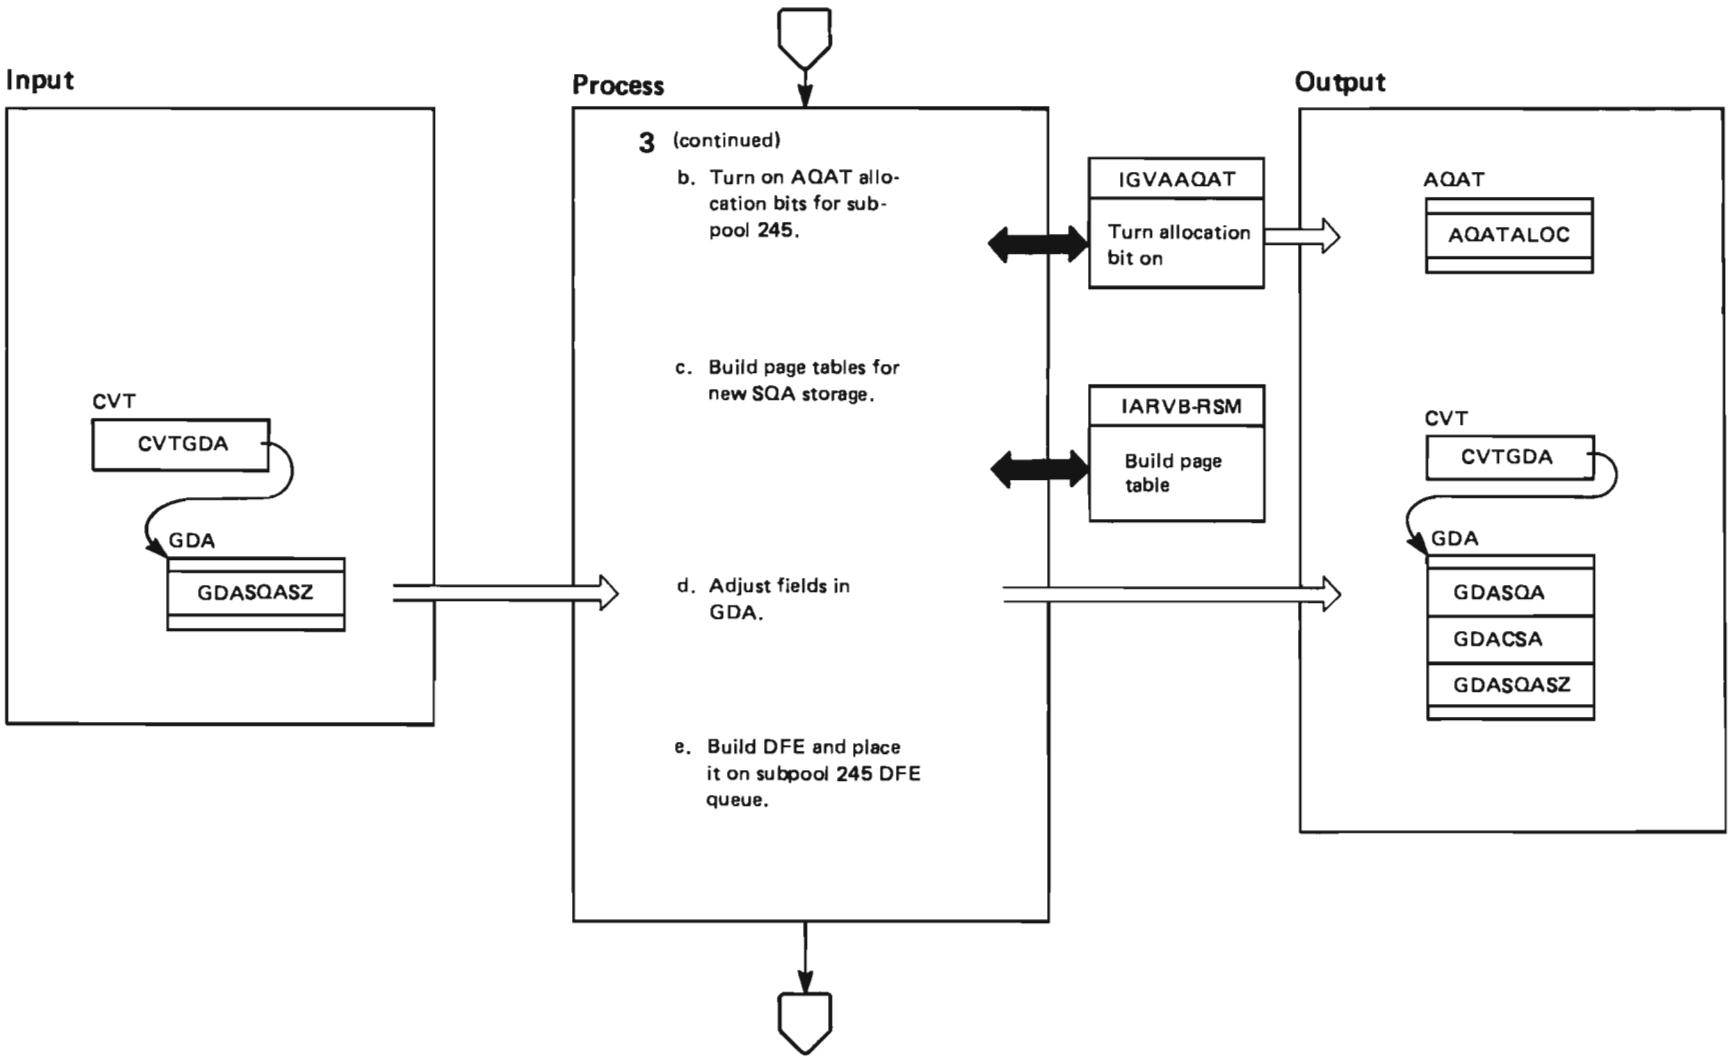 Input
CVT
CVTGDA
GDA
GDASQASZ
Process
3 (continued)
b. Turn on AQAT allo-
cation bits for sub-
pool 245.
c. Build page tables for
new SQA storage.
d. Adjust fields in
GDA.
e. Build DFE and place
it on subpool 245 DFE
queue.
IGVAAQAT
Turn allocation
bit on
IARVB-RSM
Build page
table
Output
AQAT
AQATALOC
CVT
CVTGDA
GDA
GDASQA
GDACSA
GDASQASZ